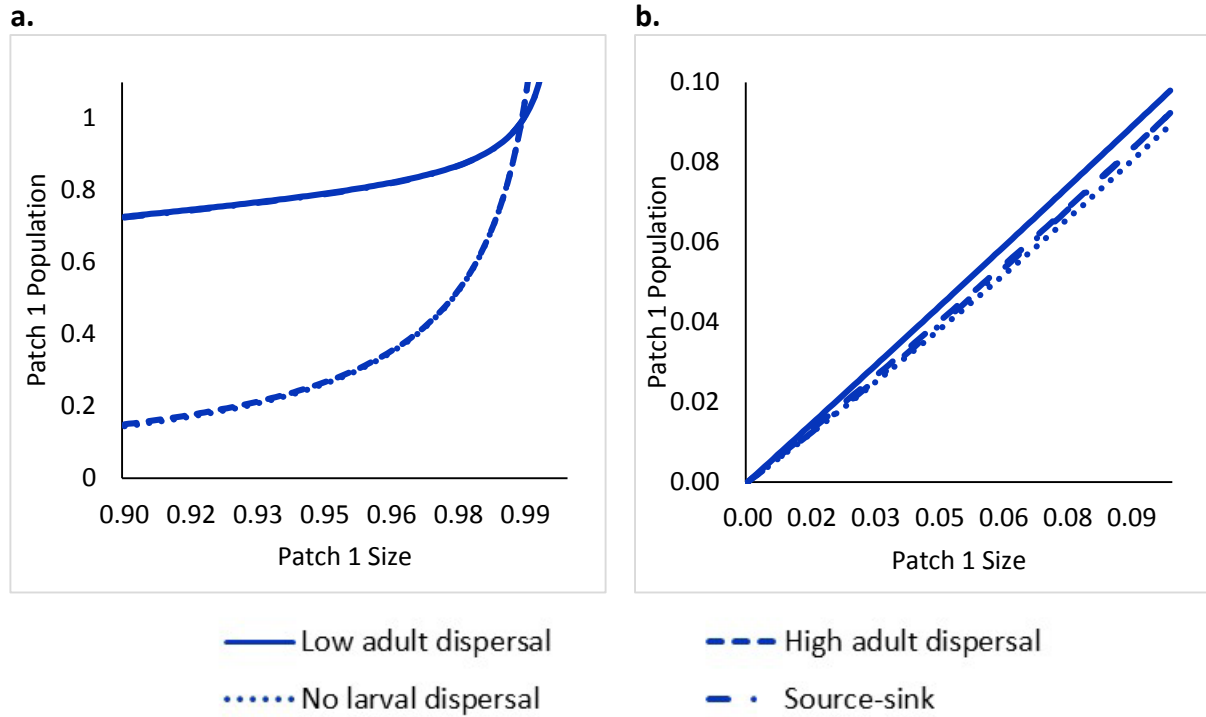 a.
Patch 1 Population
1
0.8
0.6
0.4
0.2
0
0.90 0.92 0.93 0.95 0.96 0.98 0.99
Patch 1 Size
b.
Patch 1 Population
0.10
0.08
0.06
0.04
0.02
0.00
0.00 0.02 0.03 0.05 0.06 0.08 0.09
Patch 1 Size
Low adult dispersal
High adult dispersal
No larval dispersal
Source-sink